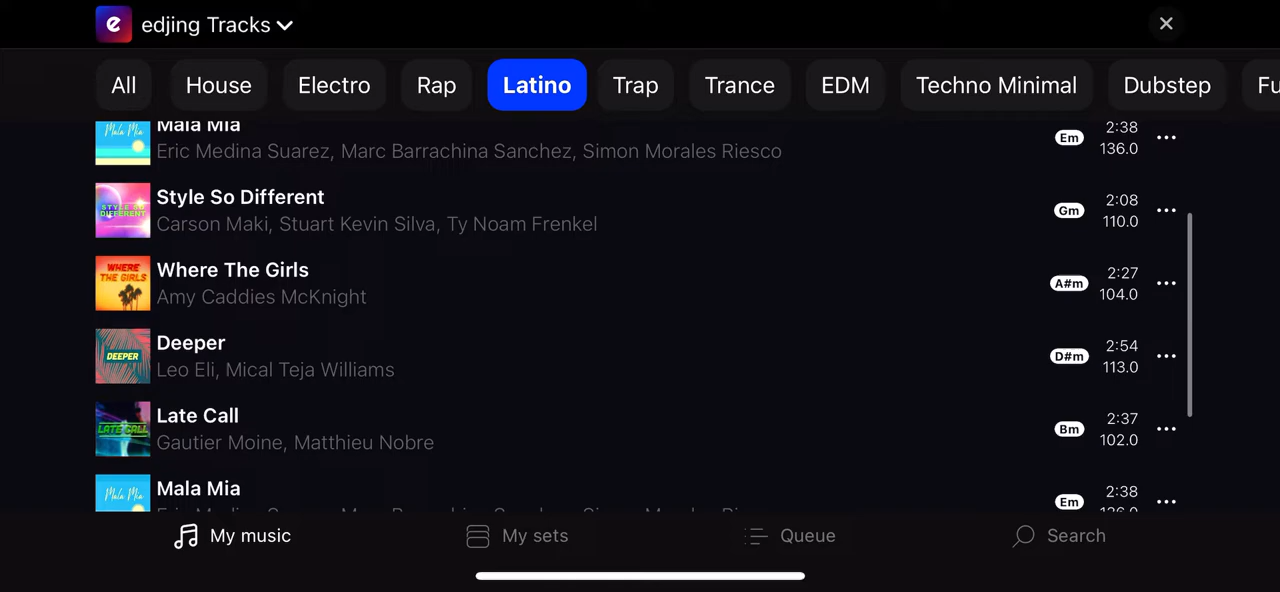 edjing Tracks
All House Electro Rap Latino Trap Trance EDM Techno Minimal Dubstep Fu
Mala Mia Em 2:38
Eric Medina Suarez, Marc Barrachina Sanchez, Simon Morales Riesco 136.0
Style So Different Gm 2:08
Carson Maki, Stuart Kevin Silva, Ty Noam Frenkel 110.0
Where The Girls A#m 2:27
Amy Caddies McKnight 104.0
Deeper D#m 2:54
Leo Eli, Mical Teja Williams 113.0
Late Call Bm 2:37
Gautier Moine, Matthieu Nobre 102.0
Mala Mia Em 2:38
My music My sets Queue Search